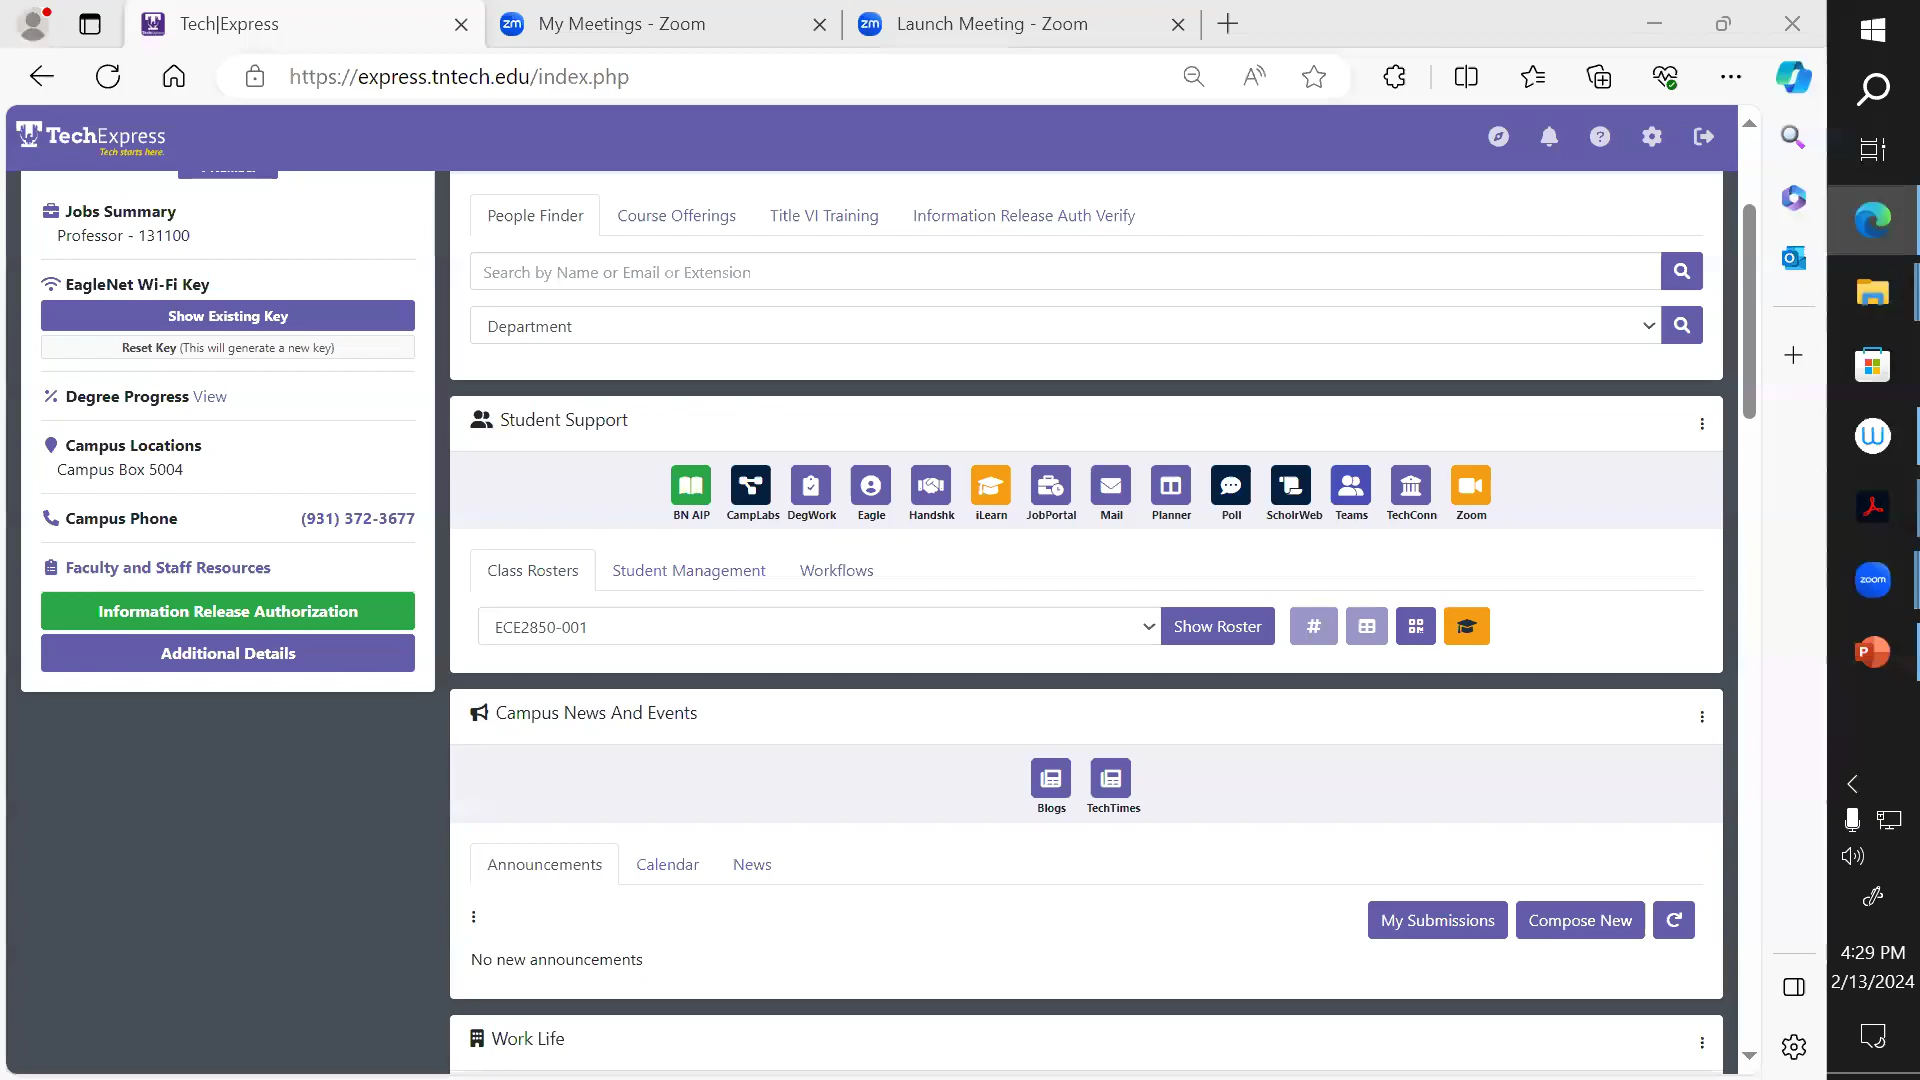 Tech|Express
My Meetings - Zoom
Launch Meeting - Zoom
https://express.tntech.edu/index.php
TechExpress
Tech starts here.
Jobs Summary
Professor - 131100
EagleNet Wi-Fi Key
Show Existing Key
Reset Key (This will generate a new key)
Degree Progress View
Campus Locations
Campus Box 5004
Campus Phone (931) 372-3677
Faculty and Staff Resources
Information Release Authorization
Additional Details
People Finder Course Offerings Title VI Training Information Release Auth Verify
Search by Name or Email or Extension
Department
Student Support
BN AIP CampLabs DegWork Eagle Handshk iLearn JobPortal Mail Planner Poll ScholrWeb Teams TechConn Zoom
Class Rosters Student Management Workflows
ECE2850-001 Show Roster #
Campus News And Events
Blogs TechTimes
Announcements Calendar News
My Submissions Compose New
No new announcements
Work Life
zoom
4:29 PM
2/13/2024